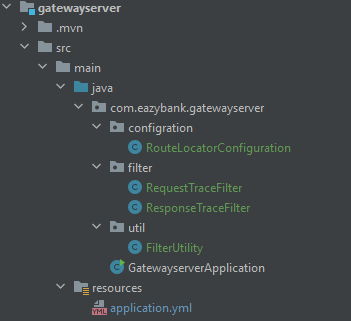 gatewayserver
.mvn
src
main
java
com.eazybank.gatewayserver
configration
RouteLocatorConfiguration
filter
RequestTraceFilter
ResponseTraceFilter
util
FilterUtility
GatewayserverApplication
resources
application.yml